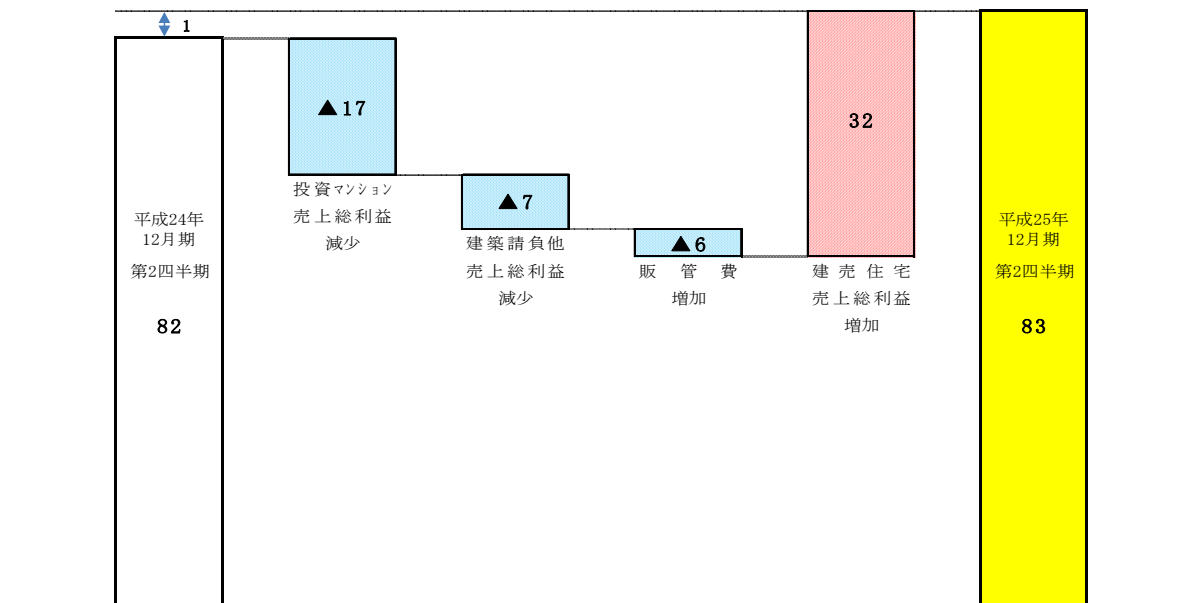 1
平成24年
12月期
第2四半期
82
▲17
投資マンション
売上総利益
減少
▲7
建築請負他
売上総利益
減少
▲6
販管費
増加
32
建売住宅
売上総利益
増加
平成25年
12月期
第2四半期
83